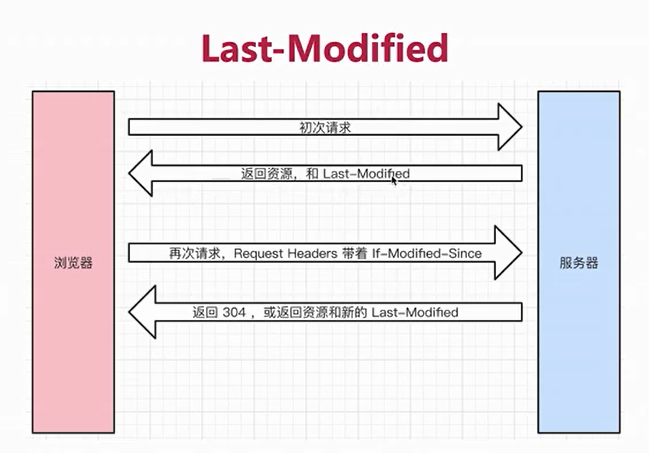 Last-Modified
初次请求
返回资源，和 Last-Modified
浏览器
再次请求，Request Headers 带着 If-Modified-Since
服务器
返回 304 ，或返回资源和新的 Last-Modified